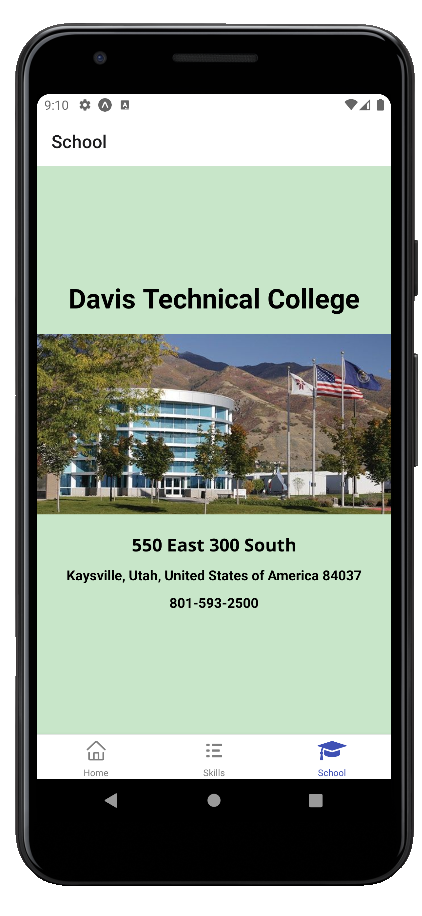 9:10
School
Davis Technical College
550 East 300 South
Kaysville, Utah, United States of America 84037
801-593-2500
Home
Skills
School